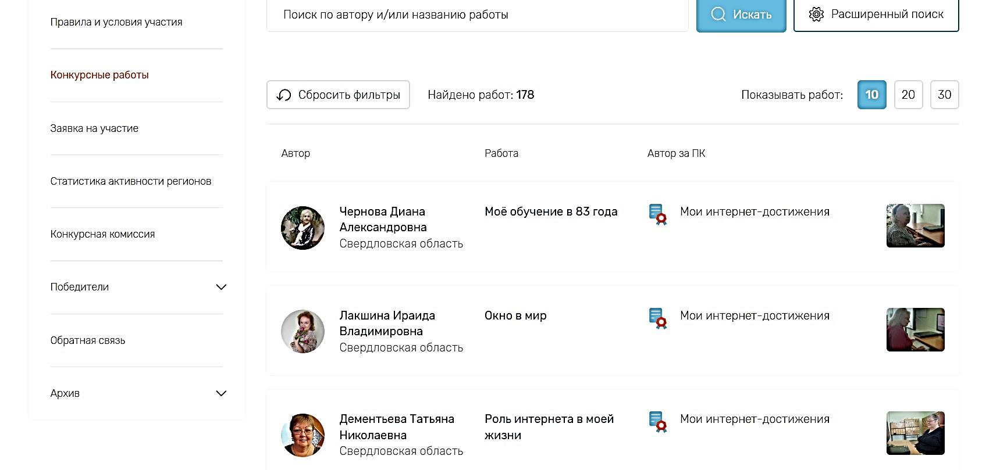 Правила и условия участия
Конкурсные работы
Заявка на участие
Статистика активности регионов
Конкурсная комиссия
Победители
Обратная связь
Архив
Поиск по автору и/или названию работы
Искать
Расширенный поиск
Сбросить фильтры
Найдено работ: 178
Показывать работ:
10
20
30
Автор
Работа
Автор за ПК
Чернова Диана
Александровна
Свердловская область
Моё обучение в 83 года
Мои интернет-достижения
Лакшина Ираида
Владимировна
Свердловская область
Окно в мир
Мои интернет-достижения
Дементьева Татьяна
Николаевна
Свердловская область
Роль интернета в моей
жизни
Мои интернет-достижения